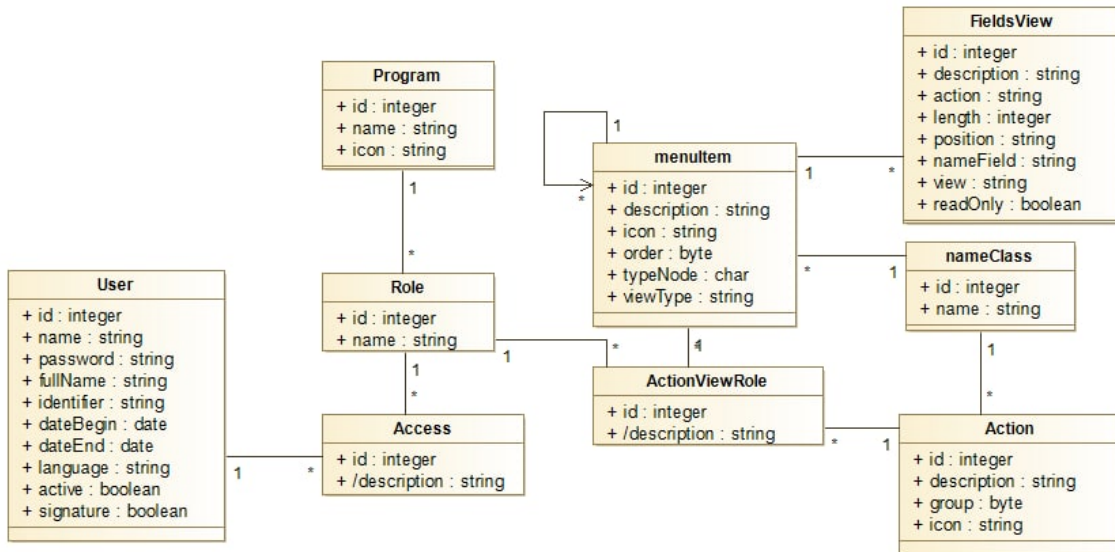 FieldsView
+ id : integer
+ description : string
+ action : string
+ length : integer
+ position : string
+ nameField : string
+ view : string
+ readOnly : boolean
Program
+ id : integer
+ name : string
+ icon : string
1
*
1
*
menuItem
+ id : integer
+ description : string
+ icon : string
+ order : byte
+ typeNode : char
+ viewType : string
1
*
*
1
nameClass
+ id : integer
+ name : string
1
*
User
+ id : integer
+ name : string
+ password : string
+ fullName : string
+ identifier : string
+ dateBegin : date
+ dateEnd : date
+ language : string
+ active : boolean
+ signature : boolean
Role
+ id : integer
+ name : string
1
*
1
*
1
*
ActionViewRole
+ id : integer
+ /description : string
*
1
Access
+ id : integer
+ /description : string
1
*
Action
+ id : integer
+ description : string
+ group : byte
+ icon : string